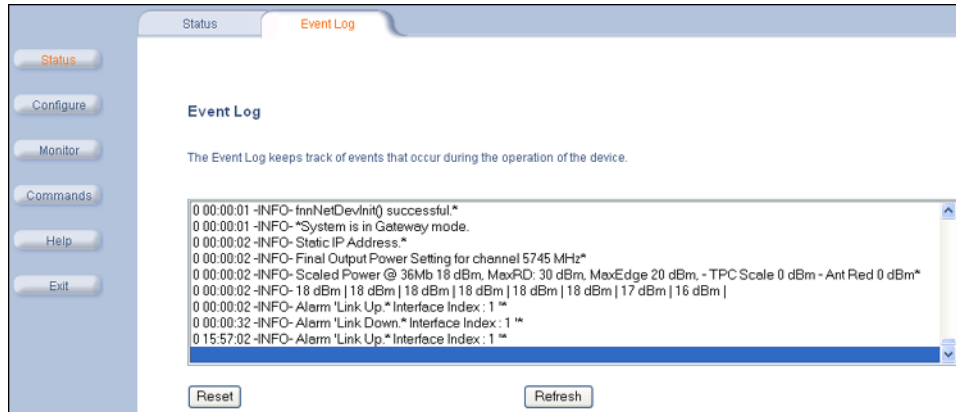 Status
Event Log
Status
Configure
Monitor
Commands
Help
Exit
Event Log
The Event Log keeps track of events that occur during the operation of the device.
0 00:00:01 -INFO- fnnNetDevInit() successful.*
0 00:00:01 -INFO- *System is in Gateway mode.
0 00:00:02 -INFO- Static IP Address.*
0 00:00:02 -INFO- Final Output Power Setting for channel 5745 MHz*
0 00:00:02 -INFO- Scaled Power @ 36Mb 18 dBm, MaxRD: 30 dBm, MaxEdge 20 dBm, - TPC Scale 0 dBm - Ant Red 0 dBm*
0 00:00:02 -INFO- 18 dBm | 18 dBm | 18 dBm | 18 dBm | 18 dBm | 18 dBm | 17 dBm | 16 dBm |
0 00:00:02 -INFO- Alarm 'Link Up.* Interface Index : 1 '*
0 00:00:32 -INFO- Alarm 'Link Down.* Interface Index : 1 '*
0 15:57:02 -INFO- Alarm 'Link Up.* Interface Index : 1 '*
Reset
Refresh